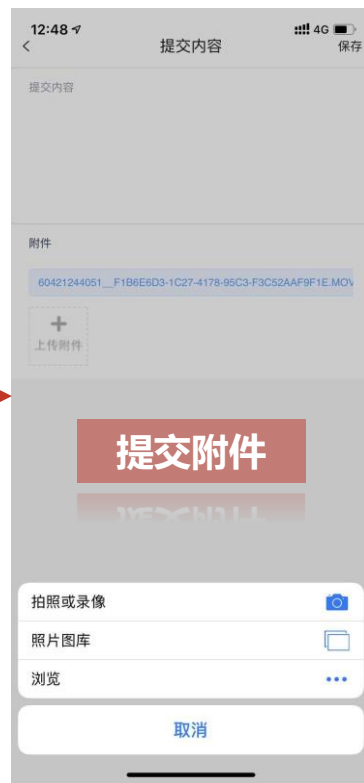 12:48
4G
提交内容
保存
提交内容
附件
60421244051__F1B6E6D3-1C27-4178-95C3-F3C52AAF9F1E.MOV
上传附件
提交附件
拍照或录像
照片图库
浏览
取消